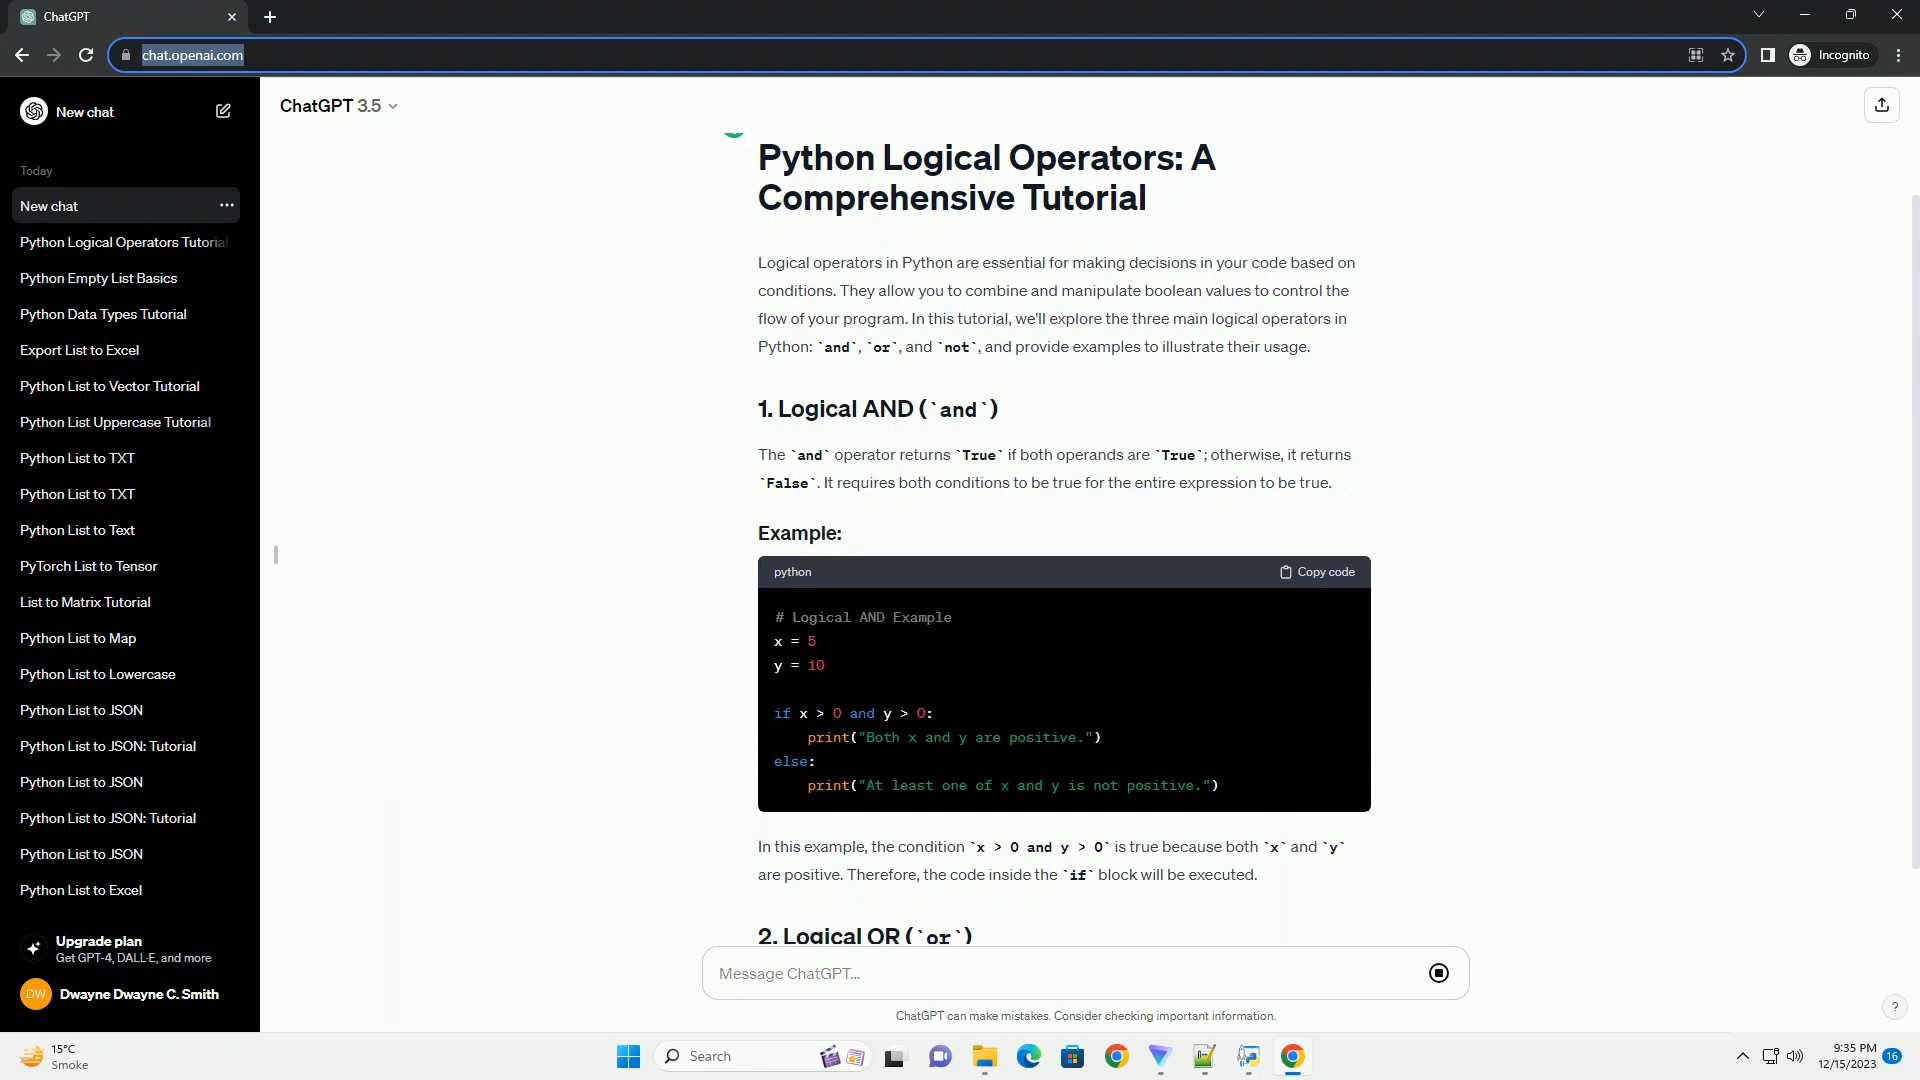 ChatGPT
chat.openai.com
Incognito
New chat
ChatGPT 3.5
Today
New chat
Python Logical Operators Tutorial
Python Empty List Basics
Python Data Types Tutorial
Export List to Excel
Python List to Vector Tutorial
Python List Uppercase Tutorial
Python List to TXT
Python List to TXT
Python List to Text
PyTorch List to Tensor
List to Matrix Tutorial
Python List to Map
Python List to Lowercase
Python List to JSON
Python List to JSON: Tutorial
Python List to JSON
Python List to JSON: Tutorial
Python List to JSON
Python List to Excel
Upgrade plan
Get GPT-4, DALL·E, and more
DW
Dwayne Dwayne C. Smith
Python Logical Operators: A
Comprehensive Tutorial
Logical operators in Python are essential for making decisions in your code based on
conditions. They allow you to combine and manipulate boolean values to control the
flow of your program. In this tutorial, we'll explore the three main logical operators in
Python: `and`, `or`, and `not`, and provide examples to illustrate their usage.
1. Logical AND (`and`)
The `and` operator returns `True` if both operands are `True`; otherwise, it returns
`False`. It requires both conditions to be true for the entire expression to be true.
Example:
python
Copy code
# Logical AND Example
x = 5
y = 10
if x > 0 and y > 0:
print("Both x and y are positive.")
else:
print("At least one of x and y is not positive.")
In this example, the condition `x > 0 and y > 0` is true because both `x` and `y`
are positive. Therefore, the code inside the `if` block will be executed.
2. Logical OR (`or`)
Message ChatGPT...
ChatGPT can make mistakes. Consider checking important information.
?
15°C
Smoke
Search
9:35 PM
12/15/2023
16